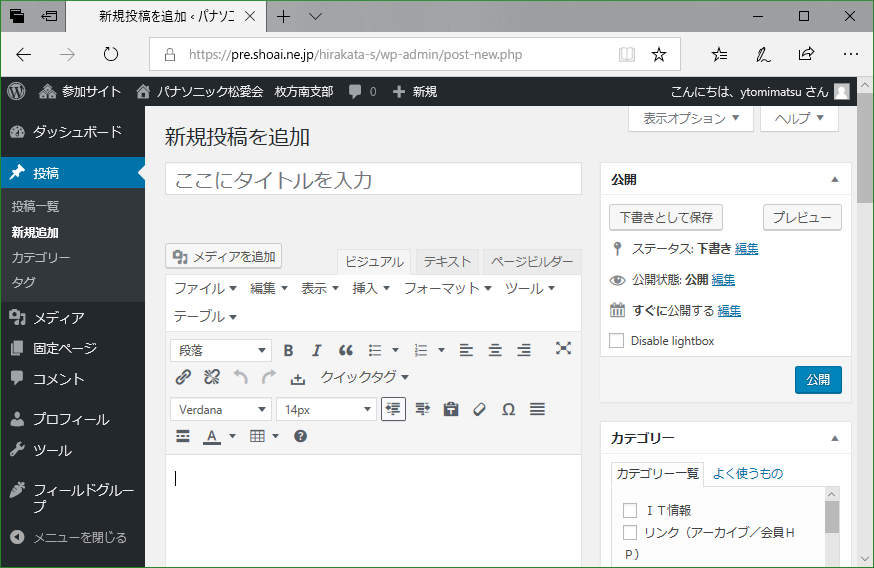 新規投稿を追加 ‹ パナソニ
https://pre.shoai.ne.jp/hirakata-s/wp-admin/post-new.php
参加サイト パナソニック松愛会 枚方南支部 0 新規 こんにちは、ytomimatsu さん
表示オプション ヘルプ
ダッシュボード
投稿
投稿一覧
新規追加
カテゴリー
タグ
メディア
固定ページ
コメント
プロフィール
ツール
フィールドグルー
プ
メニューを閉じる
新規投稿を追加
ここにタイトルを入力
メディアを追加 ビジュアル テキスト ページビルダー
ファイル 編集 表示 挿入 フォーマット ツール
テーブル
段落 B I
クイックタグ
Verdana 14px Ω
A
公開
下書きとして保存 プレビュー
ステータス: 下書き 編集
公開状態: 公開 編集
すぐに公開する 編集
Disable lightbox
公開
カテゴリー
カテゴリー一覧 よく使うもの
ＩＴ情報
リンク（アーカイブ／会員Ｈ
Ｐ）